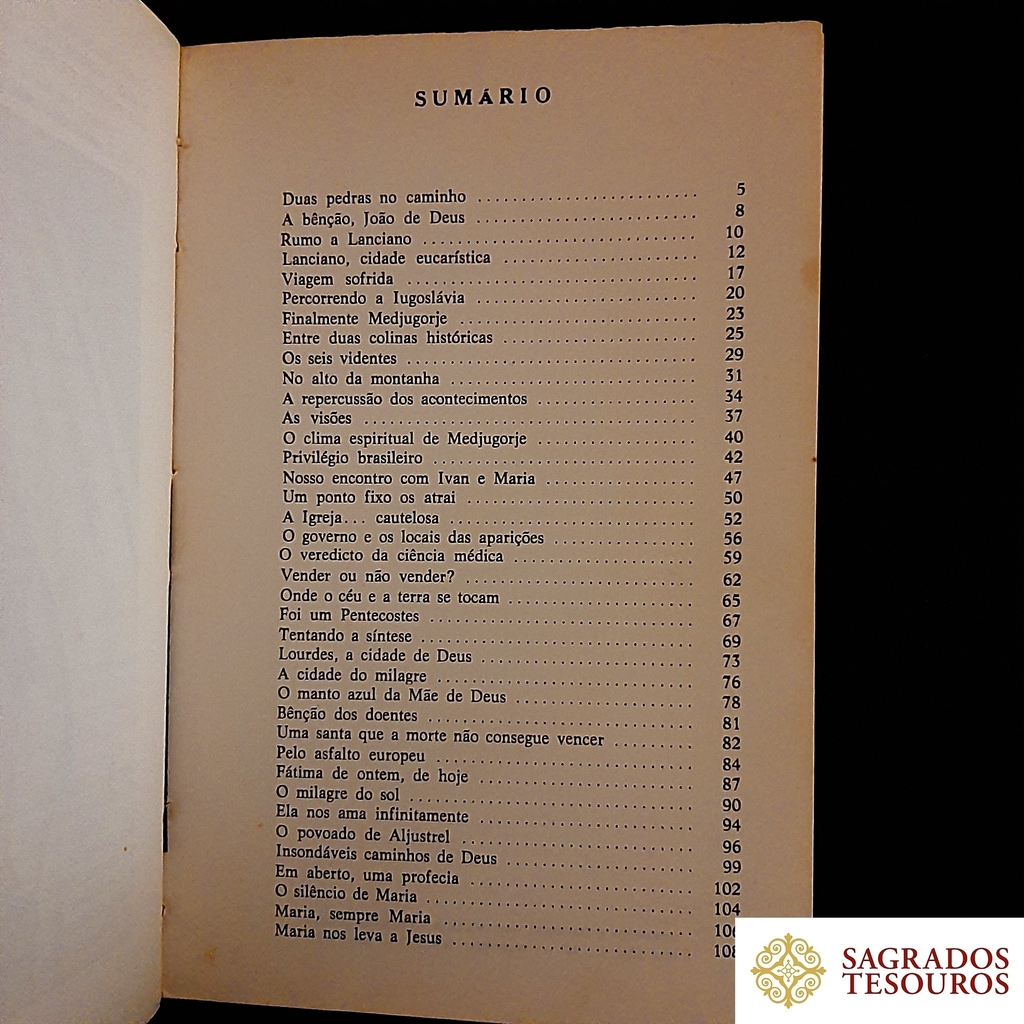 SUMÁRIO
Duas pedras no caminho ........................ 5
A bênção, João de Deus ........................ 8
Rumo a Lanciano ........................ 10
Lanciano, cidade eucarística ........................ 12
Viagem sofrida ........................ 17
Percorrendo a Iugoslávia ........................ 20
Finalmente Medjugorje ........................ 23
Entre duas colinas históricas ........................ 25
Os seis videntes ........................ 29
No alto da montanha ........................ 31
A repercussão dos acontecimentos ........................ 34
As visões ........................ 37
O clima espiritual de Medjugorje ........................ 40
Privilégio brasileiro ........................ 42
Nosso encontro com Ivan e Maria ........................ 47
Um ponto fixo os atrai ........................ 50
A Igreja... cautelosa ........................ 52
O governo e os locais das aparições ........................ 56
O veredicto da ciência médica ........................ 59
Vender ou não vender? ........................ 62
Onde o céu e a terra se tocam ........................ 65
Foi um Pentecostes ........................ 67
Tentando a síntese ........................ 69
Lourdes, a cidade de Deus ........................ 73
A cidade do milagre ........................ 76
O manto azul da Mãe de Deus ........................ 78
Bênção dos doentes ........................ 81
Uma santa que a morte não consegue vencer ......... 82
Pelo asfalto europeu ........................ 84
Fátima de ontem, de hoje ........................ 87
O milagre do sol ........................ 90
Ela nos ama infinitamente ........................ 94
O povoado de Aljustrel ........................ 96
Insondáveis caminhos de Deus ........................ 99
Em aberto, uma profecia ........................ 102
O silêncio de Maria ........................ 104
Maria, sempre Maria ........................ 106
Maria nos leva a Jesus ........................ 108
SAGRADOS
TESOUROS